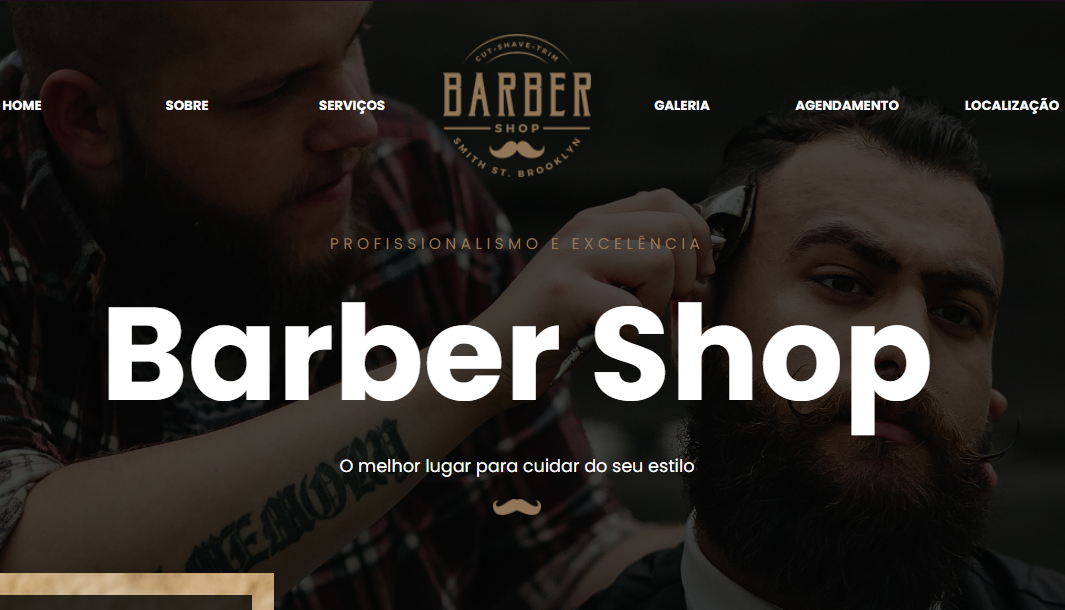 CUT-SHAVE-TRIM
BARBER
SHOP
SMITH ST. BROOKLYN
HOME SOBRE SERVIÇOS GALERIA AGENDAMENTO LOCALIZAÇÃO
PROFISSIONALISMO E EXCELÊNCIA
Barber Shop
O melhor lugar para cuidar do seu estilo